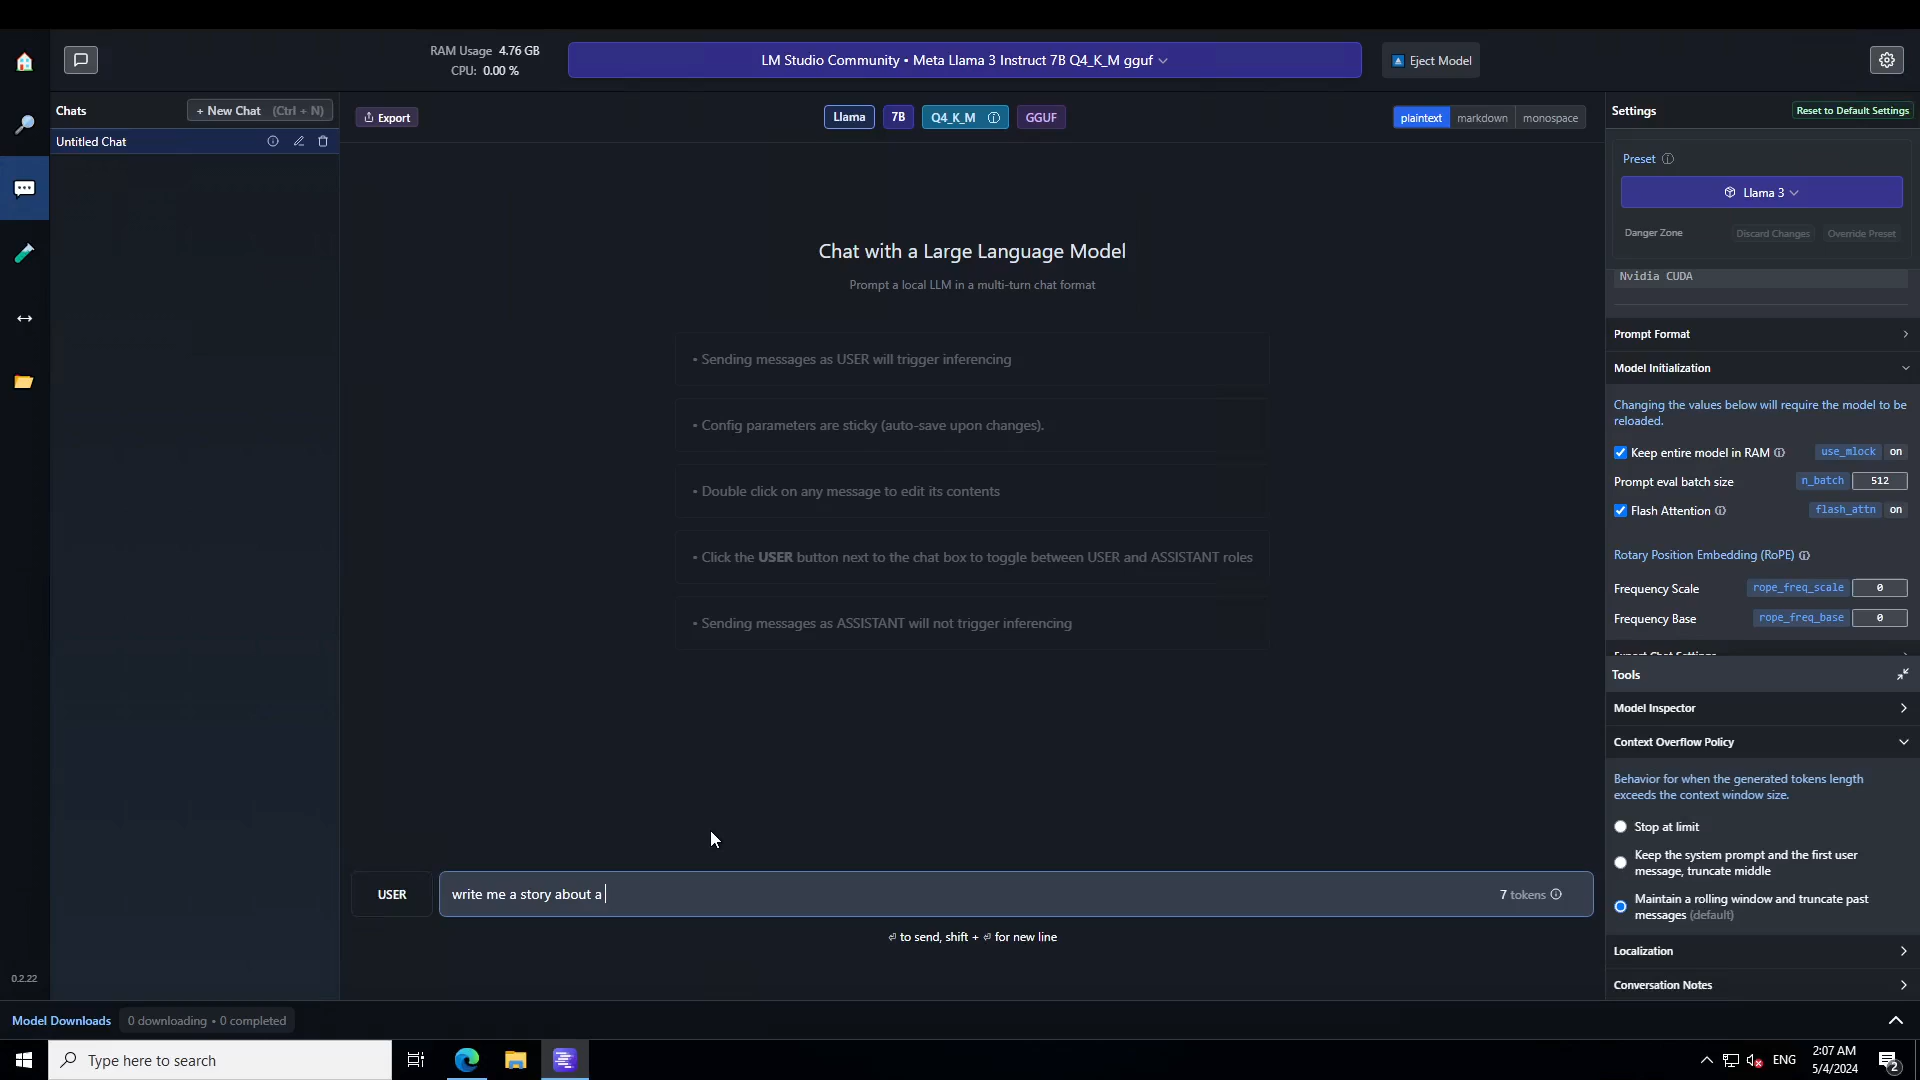 RAM Usage 4.76 GB
CPU: 0.00 %
LM Studio Community • Meta Llama 3 Instruct 7B Q4_K_M gguf
Eject Model
Chats
+ New Chat (Ctrl + N)
Untitled Chat
Export
Llama
7B
Q4_K_M
GGUF
plaintext
markdown
monospace
Chat with a Large Language Model
Prompt a local LLM in a multi-turn chat format
• Sending messages as USER will trigger inferencing
• Config parameters are sticky (auto-save upon changes).
• Double click on any message to edit its contents
• Click the USER button next to the chat box to toggle between USER and ASSISTANT roles
• Sending messages as ASSISTANT will not trigger inferencing
USER
write me a story about a
7 tokens
⏎ to send, shift + ⏎ for new line
Settings
Reset to Default Settings
Preset
Llama 3
Danger Zone
Discard Changes
Override Preset
Nvidia CUDA
Prompt Format
Model Initialization
Changing the values below will require the model to be
reloaded.
Keep entire model in RAM
use_mlock on
Prompt eval batch size
n_batch 512
Flash Attention
flash_attn on
Rotary Position Embedding (RoPE)
Frequency Scale
rope_freq_scale 0
Frequency Base
rope_freq_base 0
Tools
Model Inspector
Context Overflow Policy
Behavior for when the generated tokens length
exceeds the context window size.
Stop at limit
Keep the system prompt and the first user
message, truncate middle
Maintain a rolling window and truncate past
messages (default)
Localization
Conversation Notes
0.2.22
Model Downloads
0 downloading • 0 completed
Type here to search
ENG
2:07 AM
5/4/2024
2